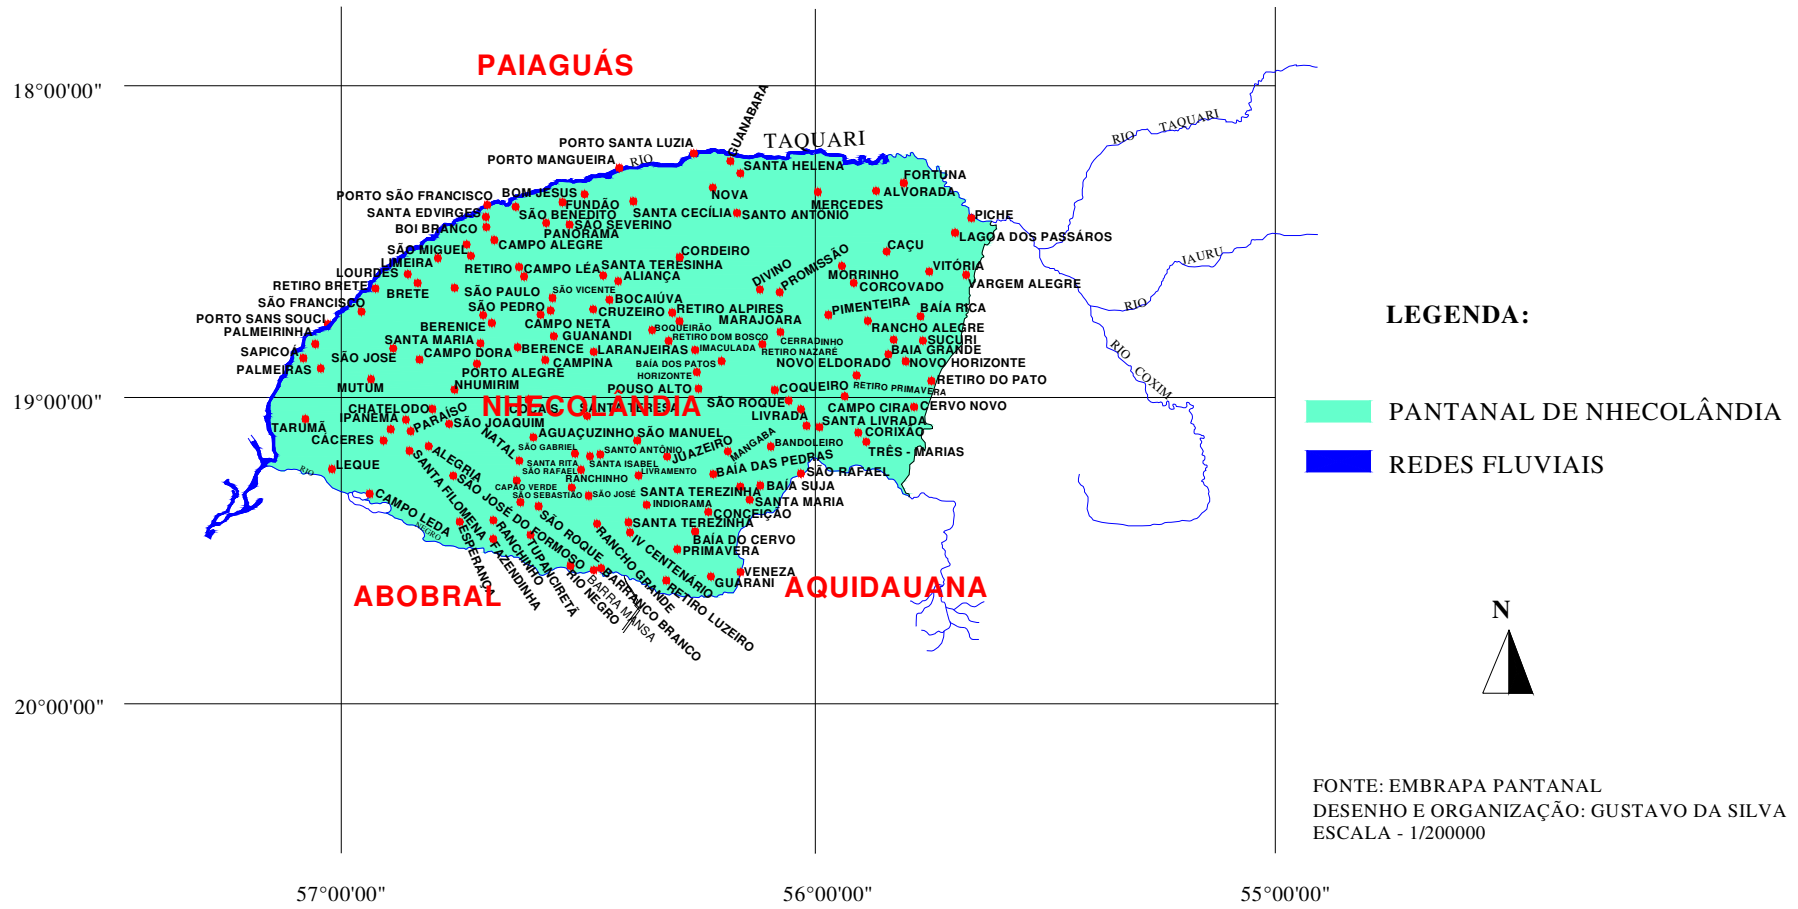 PAIAGUÁS
18°00'00"
GUANABARA
RIO TAQUARI
PORTO SANTA LUZIA
TAQUARI
PORTO MANGUEIRA
RIO
SANTA HELENA
FORTUNA
PORTO SÃO FRANCISCO
BOM JESUS
NOVA
ALVORADA
FUNDÃO
MERCEDES
SANTA EDVIRGES
SÃO BENEDITO
SANTA CECÍLIA
SANTO ANTÔNIO
PICHE
BOI BRANCO
SÃO SEVERINO
PANORAMA
LAGOA DOS PASSÁROS
SÃO MIGUEL
CAMPO ALEGRE
CORDEIRO
CAÇU
JAURU
LIMEIRA
RETIRO
CAMPO LÉA
SANTA TERESINHA
DIVINO
PROMISSÃO
VITÓRIA
LOURDES
ALIANÇA
MORRINHO
RETIRO BRETE
BRETE
SÃO PAULO
SÃO VICENTE
CORCOVADO
VARGEM ALEGRE
SÃO FRANCISCO
SÃO PEDRO
BOCAIÚVA
RIO
CRUZEIRO
RETIRO ALPIRES
PIMENTEIRA
BAÍA RICA
PORTO SANS SOUCI
BERENICE
CAMPO NETA
MARAJOARA
PALMEIRINHA
BOQUEIRÃO
RANCHO ALEGRE
SANTA MARIA
GUANANDI
RETIRO DOM BOSCO
CERRADINHO
SUCURI
SAPICOÁ
SÃO JOSÉ
CAMPO DORA
BERENCE
LARANJEIRAS
IMACULADA
RETIRO NAZARÉ
BAIA GRANDE
RIO COXIM
PALMEIRAS
PORTO ALEGRE
CAMPINA
BAÍA DOS PATOS
NOVO ELDORADO
NOVO HORIZONTE
HORIZONTE
MUTUM
NHUMIRIM
POUSO ALTO
COQUEIRO
RETIRO PRIMAVERA
RETIRO DO PATO
19°00'00"
NHECOLÂNDIA
COCAIS
SANTA TERESA
SÃO ROQUE
CHATELODO
CAMPO CIRA
CERVO NOVO
IPANEMA
PARAÍSO
LIVRADA
SANTA LIVRADA
TARUMÃ
SÃO JOAQUIM
AGUAÇUZINHO
SÃO MANUEL
CORIXÃO
CÁCERES
NATAL
SÃO GABRIEL
SANTO ANTÔNIO
JUAZEIRO
MANGABA
BANDOLEIRO
TRÊS - MARIAS
LEQUE
ALEGRIA
SANTA RITA
SANTA ISABEL
BAÍA DAS PEDRAS
RIO
SÃO RAFAEL
LIVRAMENTO
SÃO RAFAEL
SANTA FILOMENA
RANCHINHO
CAPÃO VERDE
SÃO SEBASTIÃO
SÃO JOSÉ
SANTA TEREZINHA
BAÍA SUJA
CAMPO LEDA
INDIORAMA
SANTA MARIA
NEGRO
SÃO JOSÉ DO FORMOSO
SÃO ROQUE
CONCEIÇÃO
SANTA TEREZINHA
ESPERANÇA
RANCHINHO
RANCHO GRANDE
IV CENTENÁRIO
BAÍA DO CERVO
FAZENDINHA
TUPANCIRETÃ
PRIMAVERA
RIO NEGRO
BARRA MANSA
BARRANCO BRANCO
RETIRO LUZEIRO
VENEZA
GUARANI
ABOBRAL
AQUIDAUANA
20°00'00"
57°00'00"
56°00'00"
55°00'00"
LEGENDA:
PANTANAL DE NHECOLÂNDIA
REDES FLUVIAIS
N
FONTE: EMBRAPA PANTANAL
DESENHO E ORGANIZAÇÃO: GUSTAVO DA SILVA
ESCALA - 1/200000